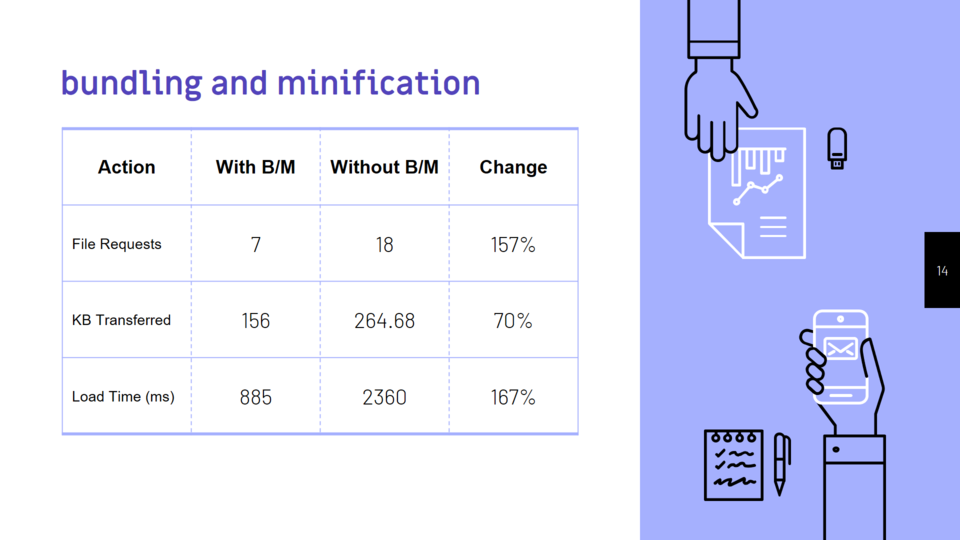 bundling and minification
Action With B/M Without B/M Change
File Requests 7 18 157%
KB Transferred 156 264.68 70%
Load Time (ms) 885 2360 167%
14